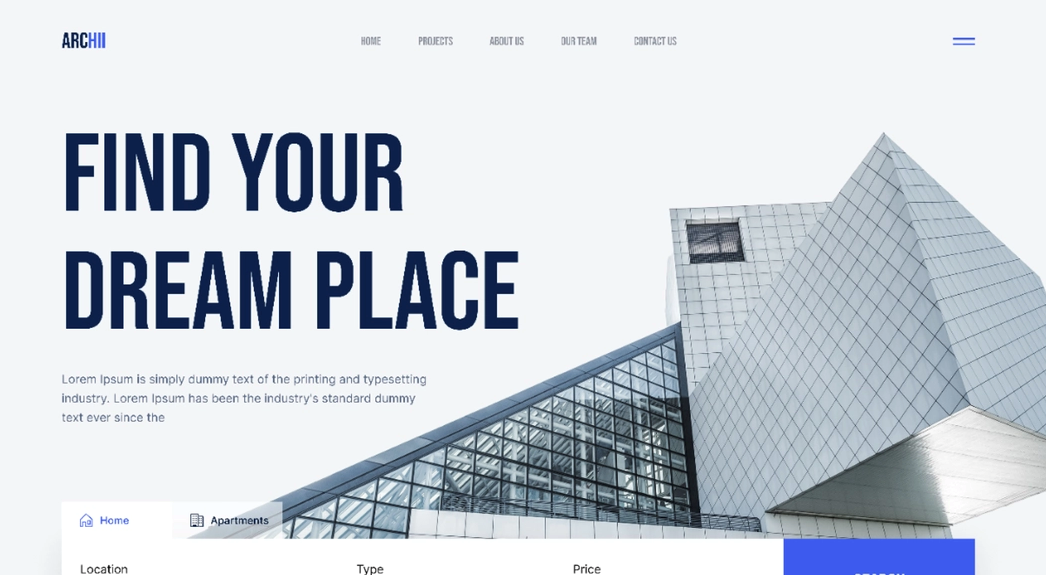 ARCHII
HOME PROJECTS ABOUT US OUR TEAM CONTACT US
FIND YOUR
DREAM PLACE
Lorem Ipsum is simply dummy text of the printing and typesetting
industry. Lorem Ipsum has been the industry's standard dummy
text ever since the
Home Apartments
Location Type Price
SEARCH